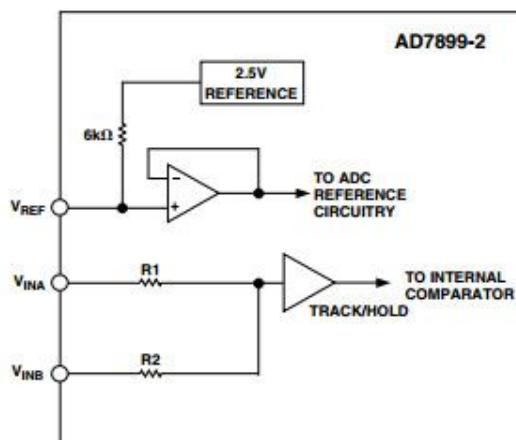 AD7899-2
2.5V
REFERENCE
6kΩ
TO ADC
REFERENCE
CIRCUITRY
−
+
VREF
VINA
R1
TO INTERNAL
COMPARATOR
TRACK/HOLD
VINB
R2